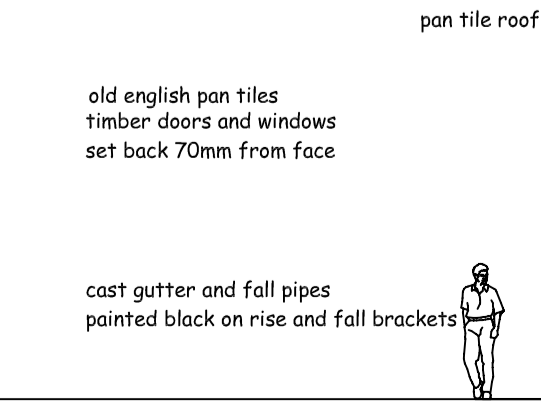 pan tile roof
old english pan tiles
timber doors and windows
set back 70mm from face
cast gutter and fall pipes
painted black on rise and fall brackets